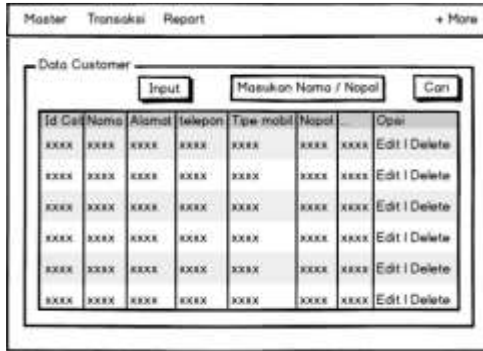 Master Transaksi Report + More
Data Customer
Input Masukan Nama / Nopol Cari
Id Cst Nama Alamat telepon Tipe mobil Nopol ... Opsi
xxxx xxxx xxxx xxxx xxxx xxxx xxxx Edit | Delete
xxxx xxxx xxxx xxxx xxxx xxxx xxxx Edit | Delete
xxxx xxxx xxxx xxxx xxxx xxxx xxxx Edit | Delete
xxxx xxxx xxxx xxxx xxxx xxxx xxxx Edit | Delete
xxxx xxxx xxxx xxxx xxxx xxxx xxxx Edit | Delete
xxxx xxxx xxxx xxxx xxxx xxxx xxxx Edit | Delete